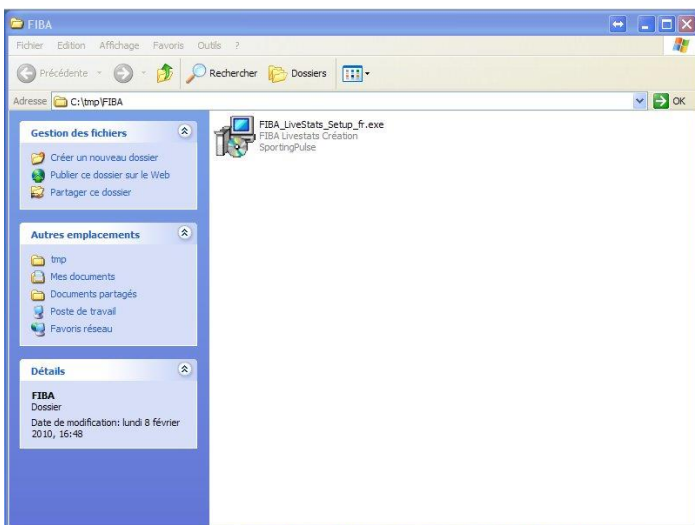 FIBA
Fichier Edition Affichage Favoris Outils ?
Précédente Rechercher Dossiers
Adresse C:\tmp\FIBA OK
Gestion des fichiers
Créer un nouveau dossier
Publier ce dossier sur le Web
Partager ce dossier
Autres emplacements
tmp
Mes documents
Documents partagés
Poste de travail
Favoris réseau
Détails
FIBA
Dossier
Date de modification: lundi 8 février
2010, 16:48
FIBA_LiveStats_Setup_fr.exe
FIBA Livestats Création
SportingPulse